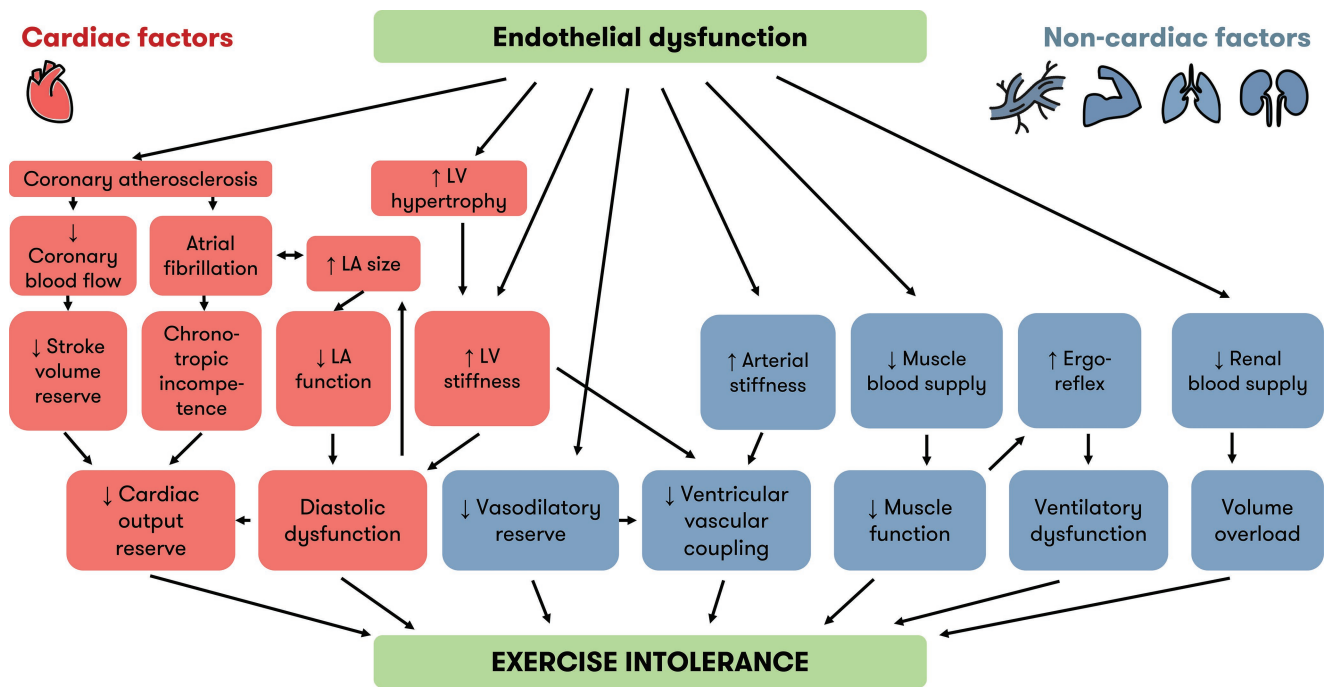 Cardiac factors
Endothelial dysfunction
Non-cardiac factors
Coronary atherosclerosis
↑ LV
hypertrophy
↓
Coronary
blood flow
Atrial
fibrillation
↑ LA size
↓ Stroke
volume
reserve
Chrono-
tropic
incompe-
tence
↓ LA
function
↑ LV
stiffness
↑ Arterial
stiffness
↓ Muscle
blood supply
↑ Ergo-
reflex
↓ Renal
blood supply
↓ Cardiac
output
reserve
Diastolic
dysfunction
↓ Vasodilatory
reserve
↓ Ventricular
vascular
coupling
↓ Muscle
function
Ventilatory
dysfunction
Volume
overload
EXERCISE INTOLERANCE